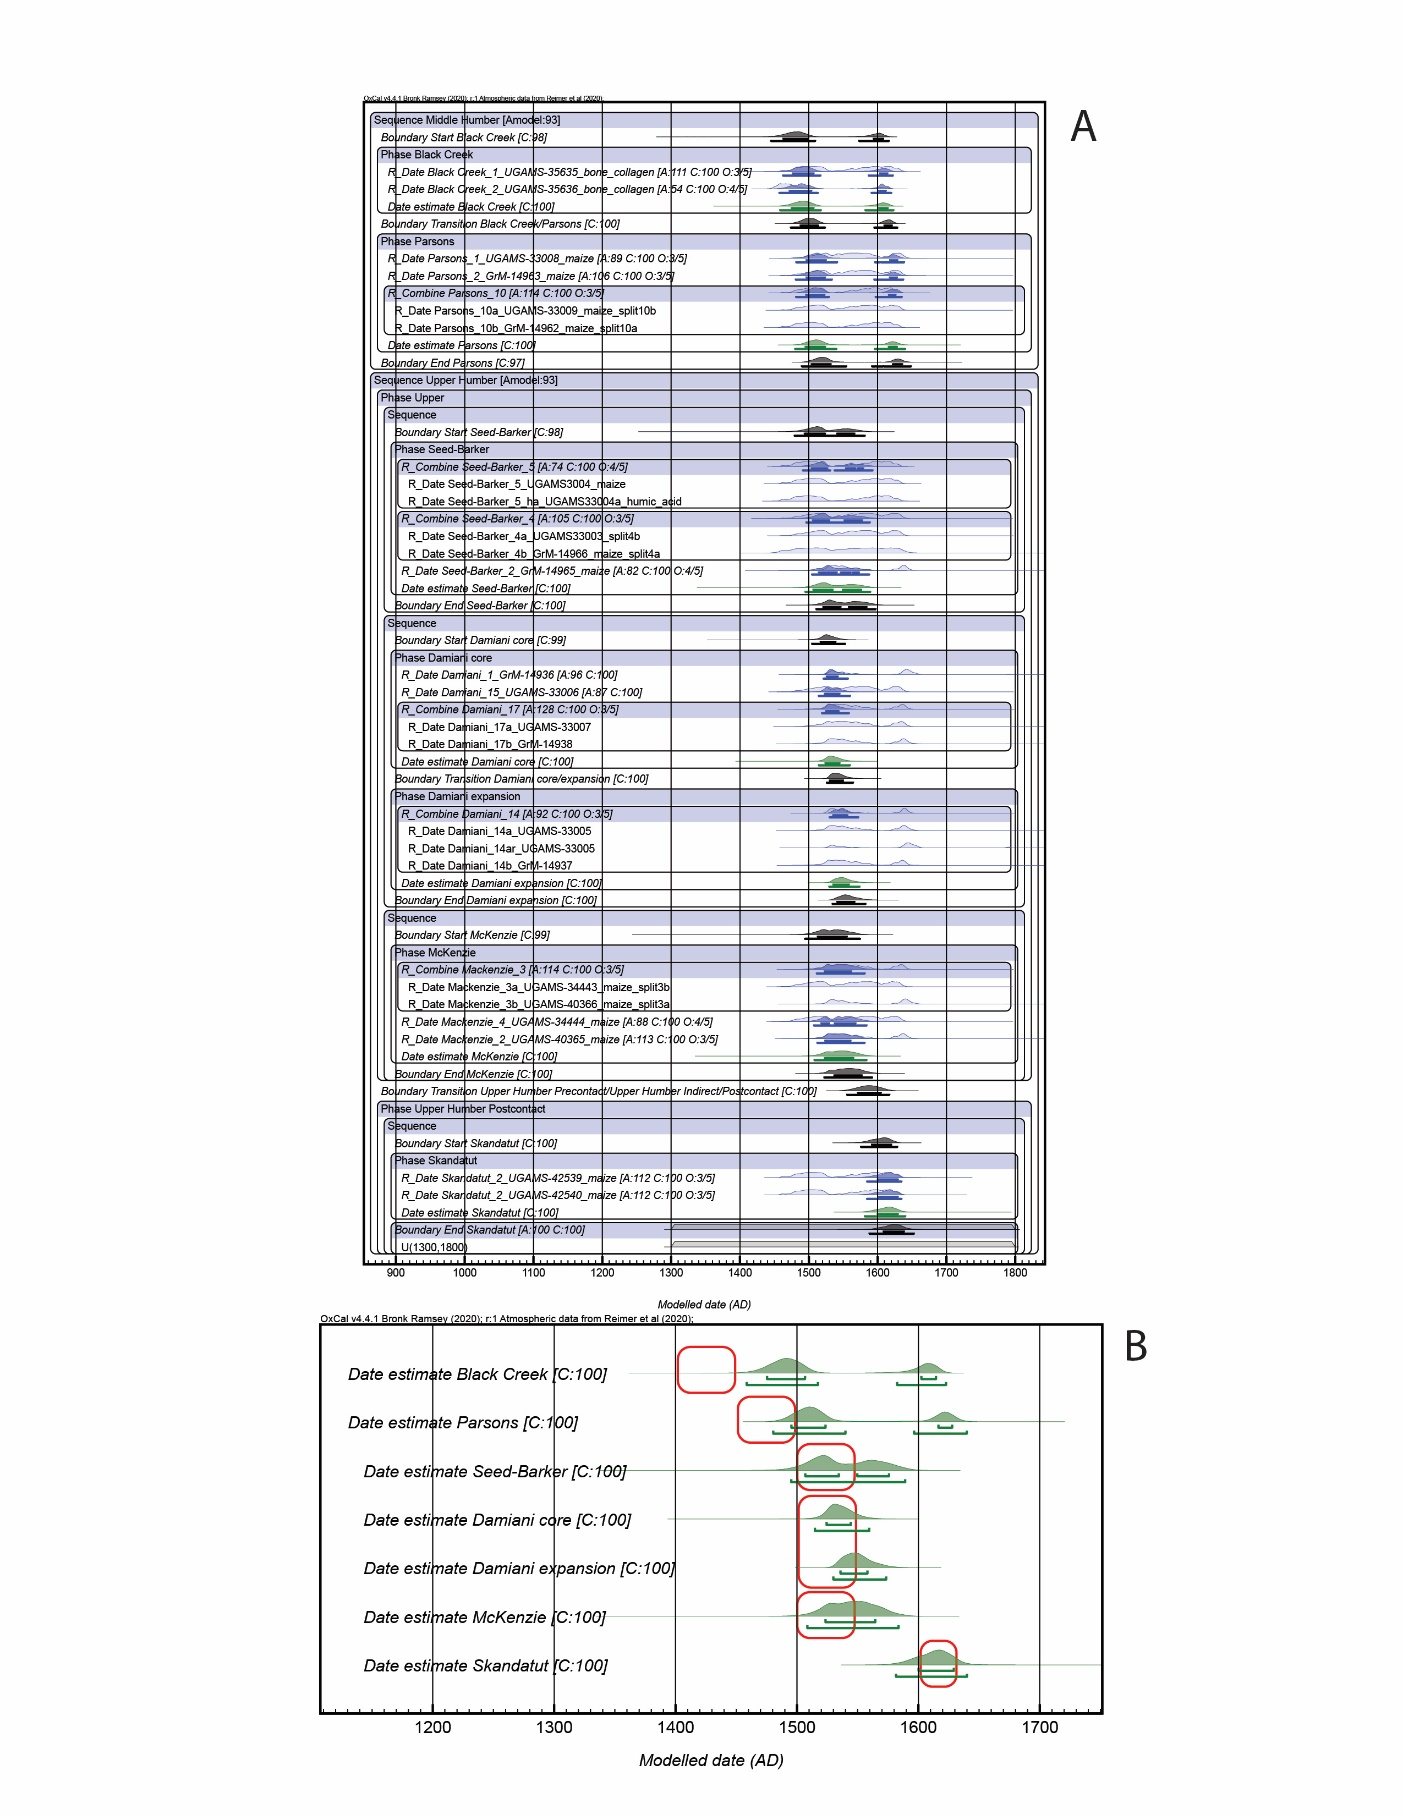 OxCal v4.4.1 Bronk Ramsey (2020); r:1 Atmospheric data from Reimer et al (2020);
A
Sequence Middle Humber [Amodel:93]
Boundary Start Black Creek [C:98]
Phase Black Creek
R_Date Black Creek_1_UGAMS-35635_bone_collagen [A:111 C:100 O:3/5]
R_Date Black Creek_2_UGAMS-35636_bone_collagen [A:54 C:100 O:4/5]
Date estimate Black Creek [C:100]
Boundary Transition Black Creek/Parsons [C:100]
Phase Parsons
R_Date Parsons_1_UGAMS-33008_maize [A:89 C:100 O:3/5]
R_Date Parsons_2_GrM-14963_maize [A:106 C:100 O:3/5]
R_Combine Parsons_10 [A:114 C:100 O:3/5]
R_Date Parsons_10a_UGAMS-33009_maize_split10b
R_Date Parsons_10b_GrM-14962_maize_split10a
Date estimate Parsons [C:100]
Boundary End Parsons [C:97]
Sequence Upper Humber [Amodel:93]
Phase Upper
Sequence
Boundary Start Seed-Barker [C:98]
Phase Seed-Barker
R_Combine Seed-Barker_5 [A:74 C:100 O:4/5]
R_Date Seed-Barker_5_UGAMS3004_maize
R_Date Seed-Barker_5_ha_UGAMS33004a_humic_acid
R_Combine Seed-Barker_4 [A:105 C:100 O:3/5]
R_Date Seed-Barker_4a_UGAMS33003_split4b
R_Date Seed-Barker_4b_GrM-14966_maize_split4a
R_Date Seed-Barker_2_GrM-14965_maize [A:82 C:100 O:4/5]
Date estimate Seed-Barker [C:100]
Boundary End Seed-Barker [C:100]
Sequence
Boundary Start Damiani core [C:99]
Phase Damiani core
R_Date Damiani_1_GrM-14936 [A:96 C:100]
R_Date Damiani_15_UGAMS-33006 [A:87 C:100]
R_Combine Damiani_17 [A:128 C:100 O:3/5]
R_Date Damiani_17a_UGAMS-33007
R_Date Damiani_17b_GrM-14938
Date estimate Damiani core [C:100]
Boundary Transition Damiani core/expansion [C:100]
Phase Damiani expansion
R_Combine Damiani_14 [A:92 C:100 O:3/5]
R_Date Damiani_14a_UGAMS-33005
R_Date Damiani_14ar_UGAMS-33005
R_Date Damiani_14b_GrM-14937
Date estimate Damiani expansion [C:100]
Boundary End Damiani expansion [C:100]
Sequence
Boundary Start McKenzie [C:99]
Phase McKenzie
R_Combine Mackenzie_3 [A:114 C:100 O:3/5]
R_Date Mackenzie_3a_UGAMS-34443_maize_split3b
R_Date Mackenzie_3b_UGAMS-40366_maize_split3a
R_Date Mackenzie_4_UGAMS-34444_maize [A:88 C:100 O:4/5]
R_Date Mackenzie_2_UGAMS-40365_maize [A:113 C:100 O:3/5]
Date estimate McKenzie [C:100]
Boundary End McKenzie [C:100]
Boundary Transition Upper Humber Precontact/Upper Humber Indirect/Postcontact [C:100]
Phase Upper Humber Postcontact
Sequence
Boundary Start Skandatut [C:100]
Phase Skandatut
R_Date Skandatut_2_UGAMS-42539_maize [A:112 C:100 O:3/5]
R_Date Skandatut_2_UGAMS-42540_maize [A:112 C:100 O:3/5]
Date estimate Skandatut [C:100]
Boundary End Skandatut [A:100 C:100]
U(1300,1800)
900 1000 1100 1200 1300 1400 1500 1600 1700 1800
Modelled date (AD)
OxCal v4.4.1 Bronk Ramsey (2020); r:1 Atmospheric data from Reimer et al (2020);
B
Date estimate Black Creek [C:100]
Date estimate Parsons [C:100]
Date estimate Seed-Barker [C:100]
Date estimate Damiani core [C:100]
Date estimate Damiani expansion [C:100]
Date estimate McKenzie [C:100]
Date estimate Skandatut [C:100]
1200 1300 1400 1500 1600 1700
Modelled date (AD)